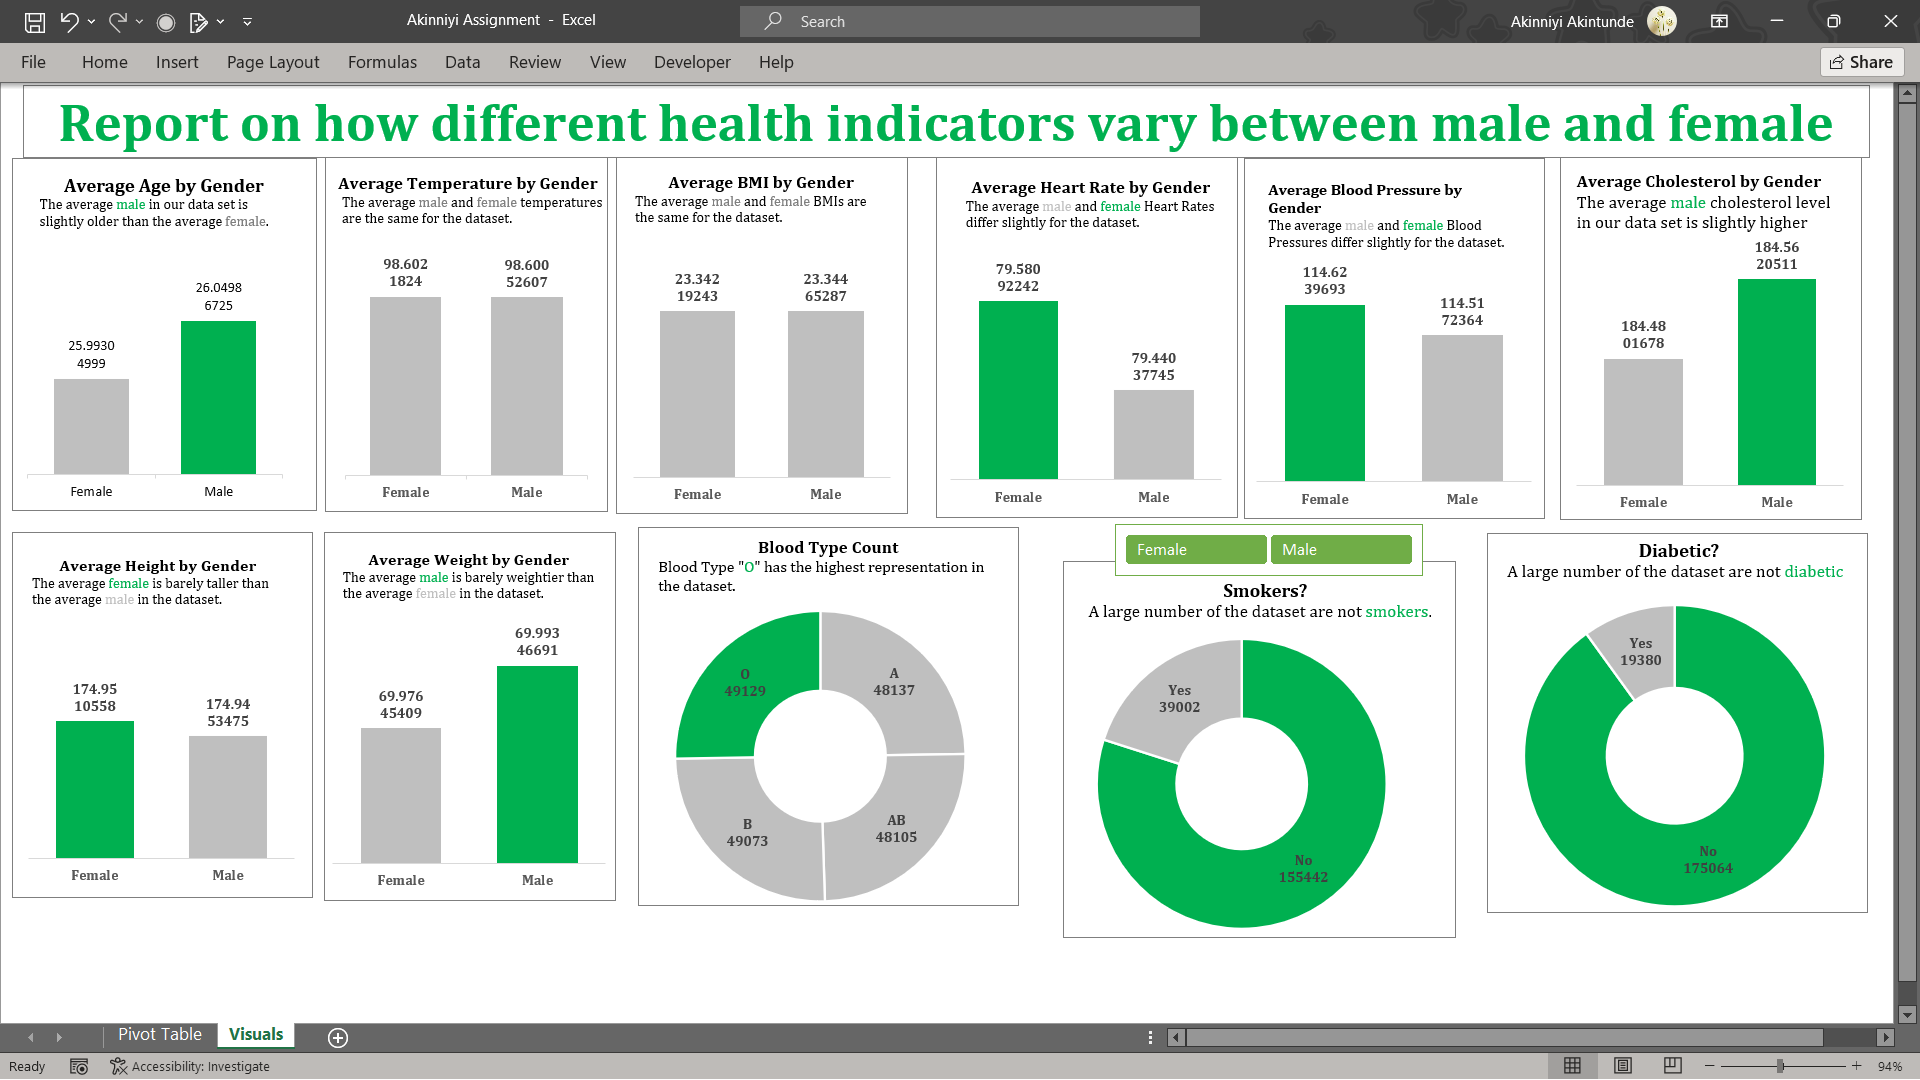 Akinniyi Assignment - Excel
Search
Akinniyi Akintunde
File Home Insert Page Layout Formulas Data Review View Developer Help
Share
Report on how different health indicators vary between male and female
Average Age by Gender
The average male in our data set is
slightly older than the average female.
25.9930
4999
26.0498
6725
Female Male
Average Temperature by Gender
The average male and female temperatures
are the same for the dataset.
98.602
1824
98.600
52607
Female Male
Average BMI by Gender
The average male and female BMIs are
the same for the dataset.
23.342
19243
23.344
65287
Female Male
Average Heart Rate by Gender
The average male and female Heart Rates
differ slightly for the dataset.
79.580
92242
79.440
37745
Female Male
Average Blood Pressure by
Gender
The average male and female Blood
Pressures differ slightly for the dataset.
114.62
39693
114.51
72364
Female Male
Average Cholesterol by Gender
The average male cholesterol level
in our data set is slightly higher
184.48
01678
184.56
20511
Female Male
Average Height by Gender
The average female is barely taller than
the average male in the dataset.
174.95
10558
174.94
53475
Female Male
Average Weight by Gender
The average male is barely weightier than
the average female in the dataset.
69.976
45409
69.993
46691
Female Male
Blood Type Count
Blood Type "O" has the highest representation in
the dataset.
O
49129
A
48137
B
49073
AB
48105
Female Male
Smokers?
A large number of the dataset are not smokers.
Yes
39002
No
155442
Diabetic?
A large number of the dataset are not diabetic
Yes
19380
No
175064
Pivot Table Visuals
Ready Accessibility: Investigate
94%